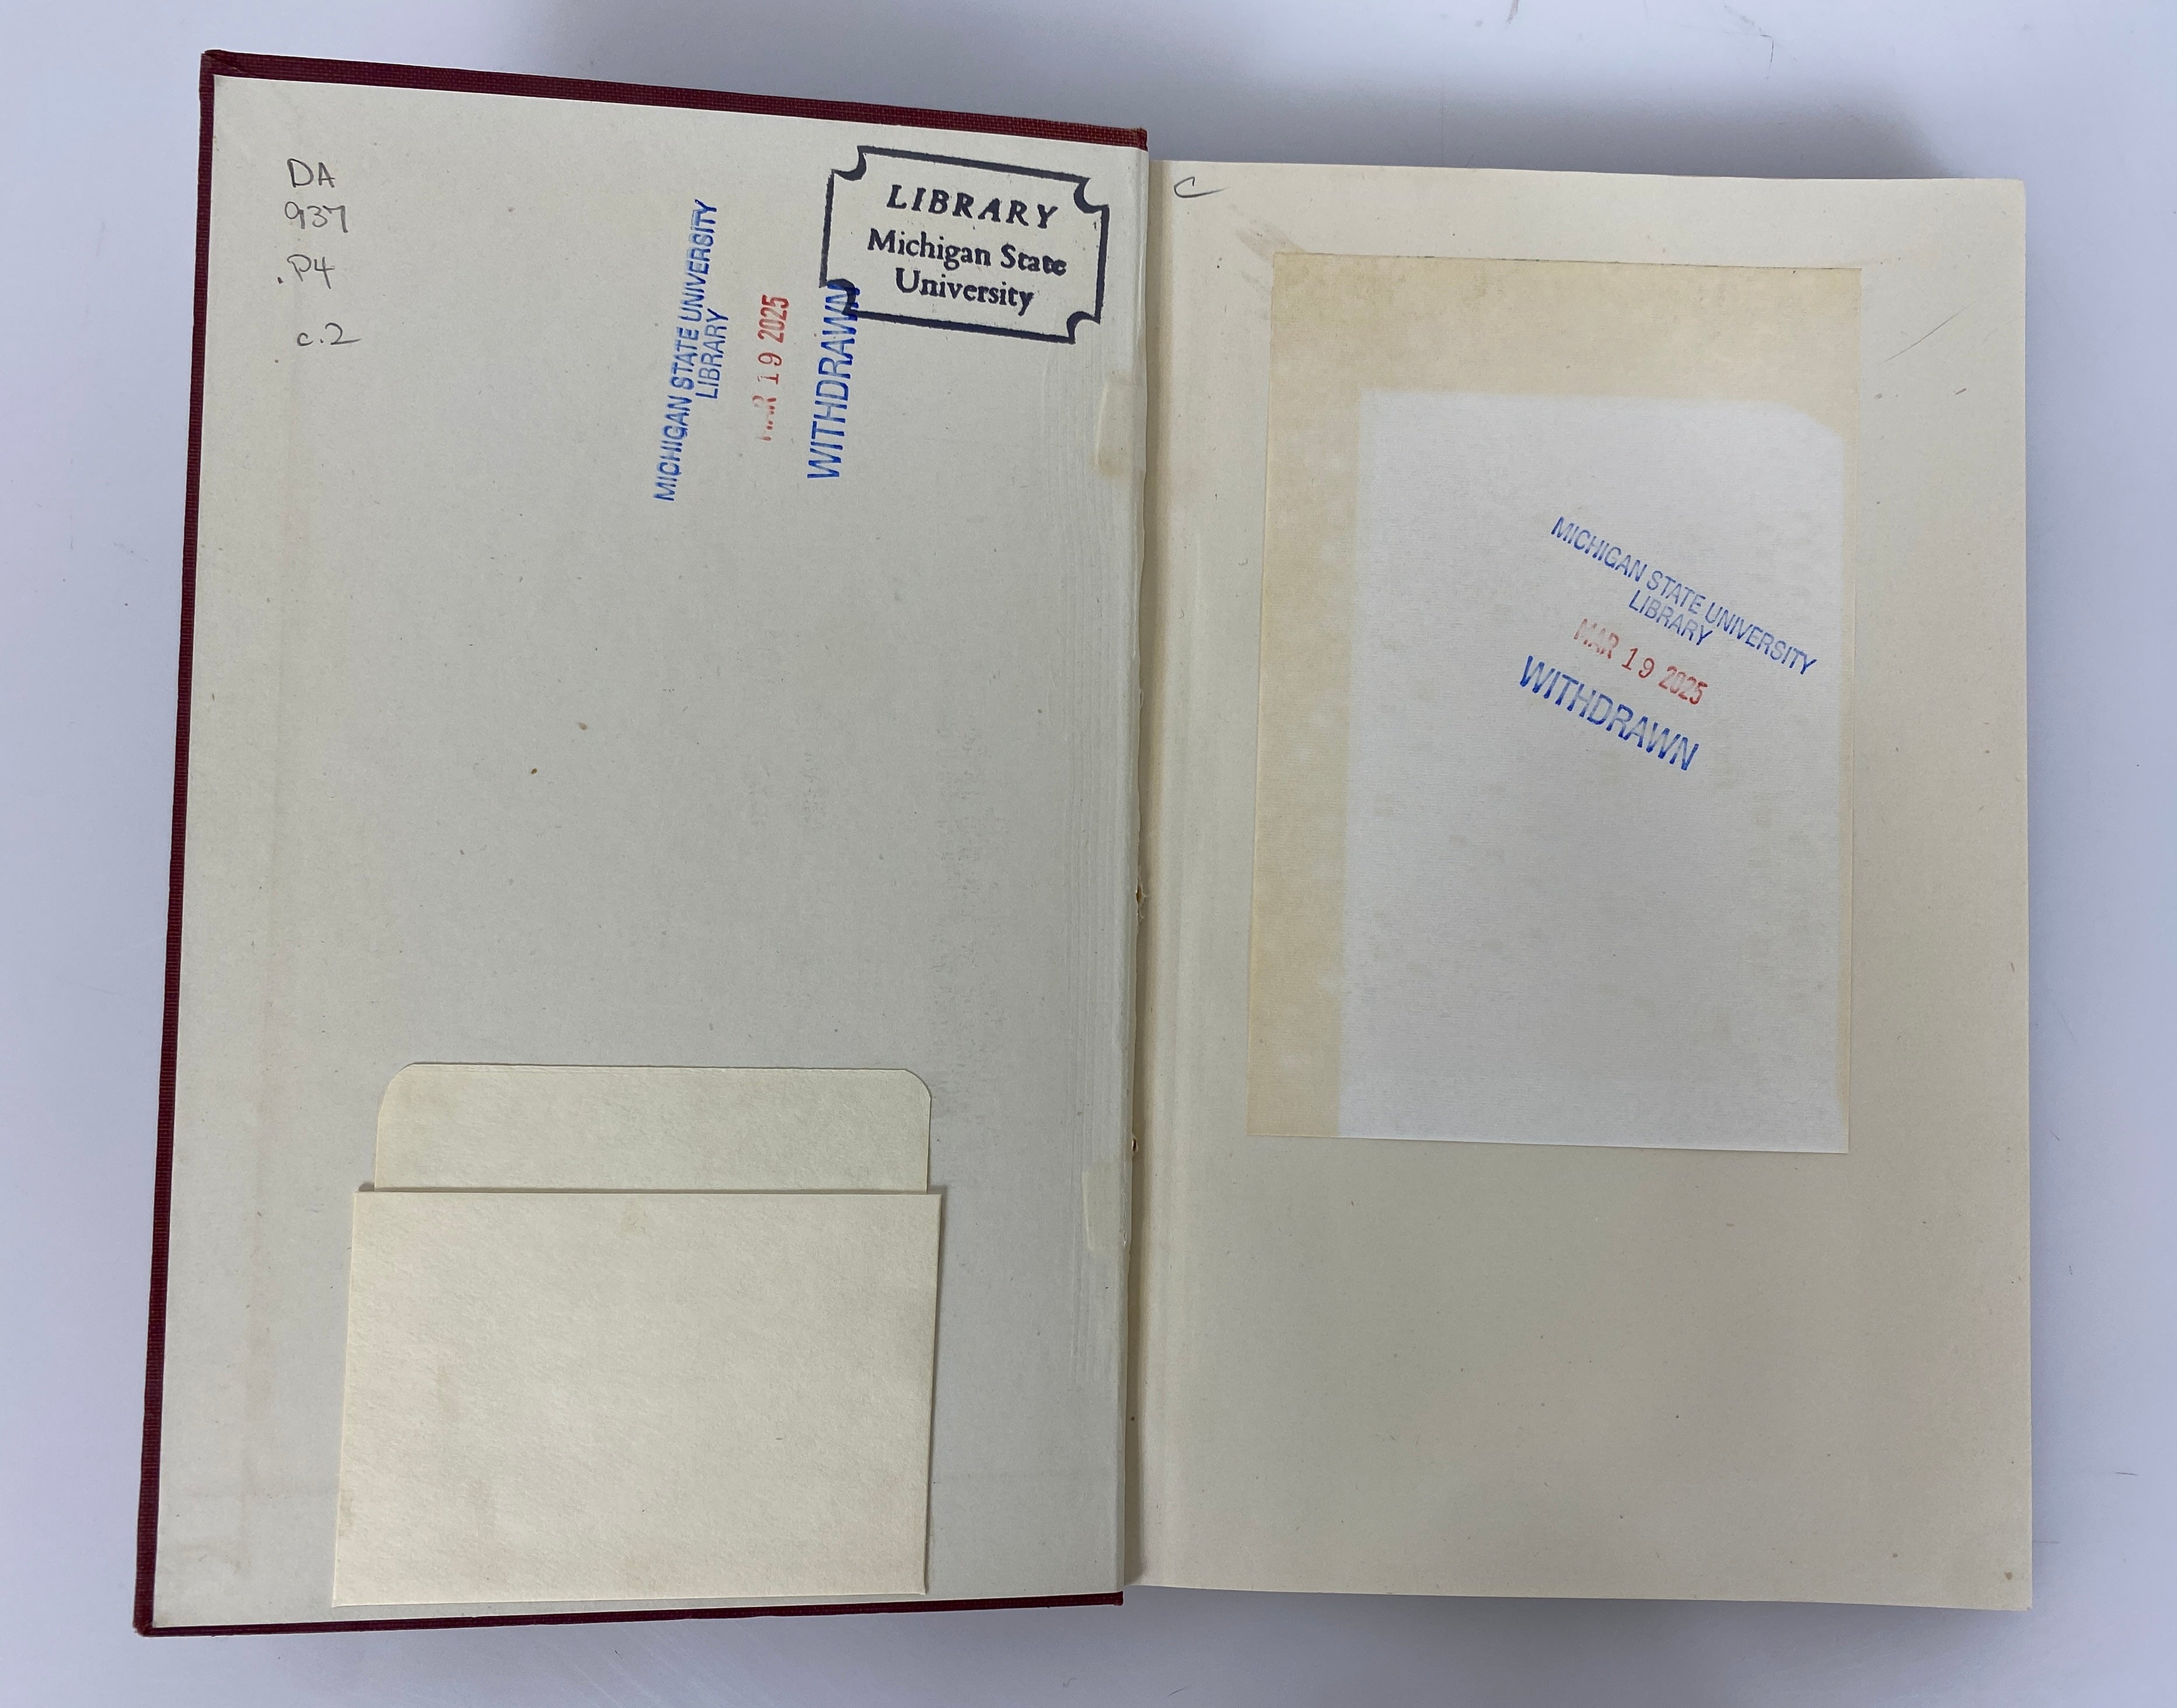 DA
937
.P4
c.2
MICHIGAN STATE UNIVERSITY
LIBRARY
MAR 19 2025
WITHDRAWN
LIBRARY
Michigan State
University
C
MICHIGAN STATE UNIVERSITY
LIBRARY
MAR 19 2025
WITHDRAWN